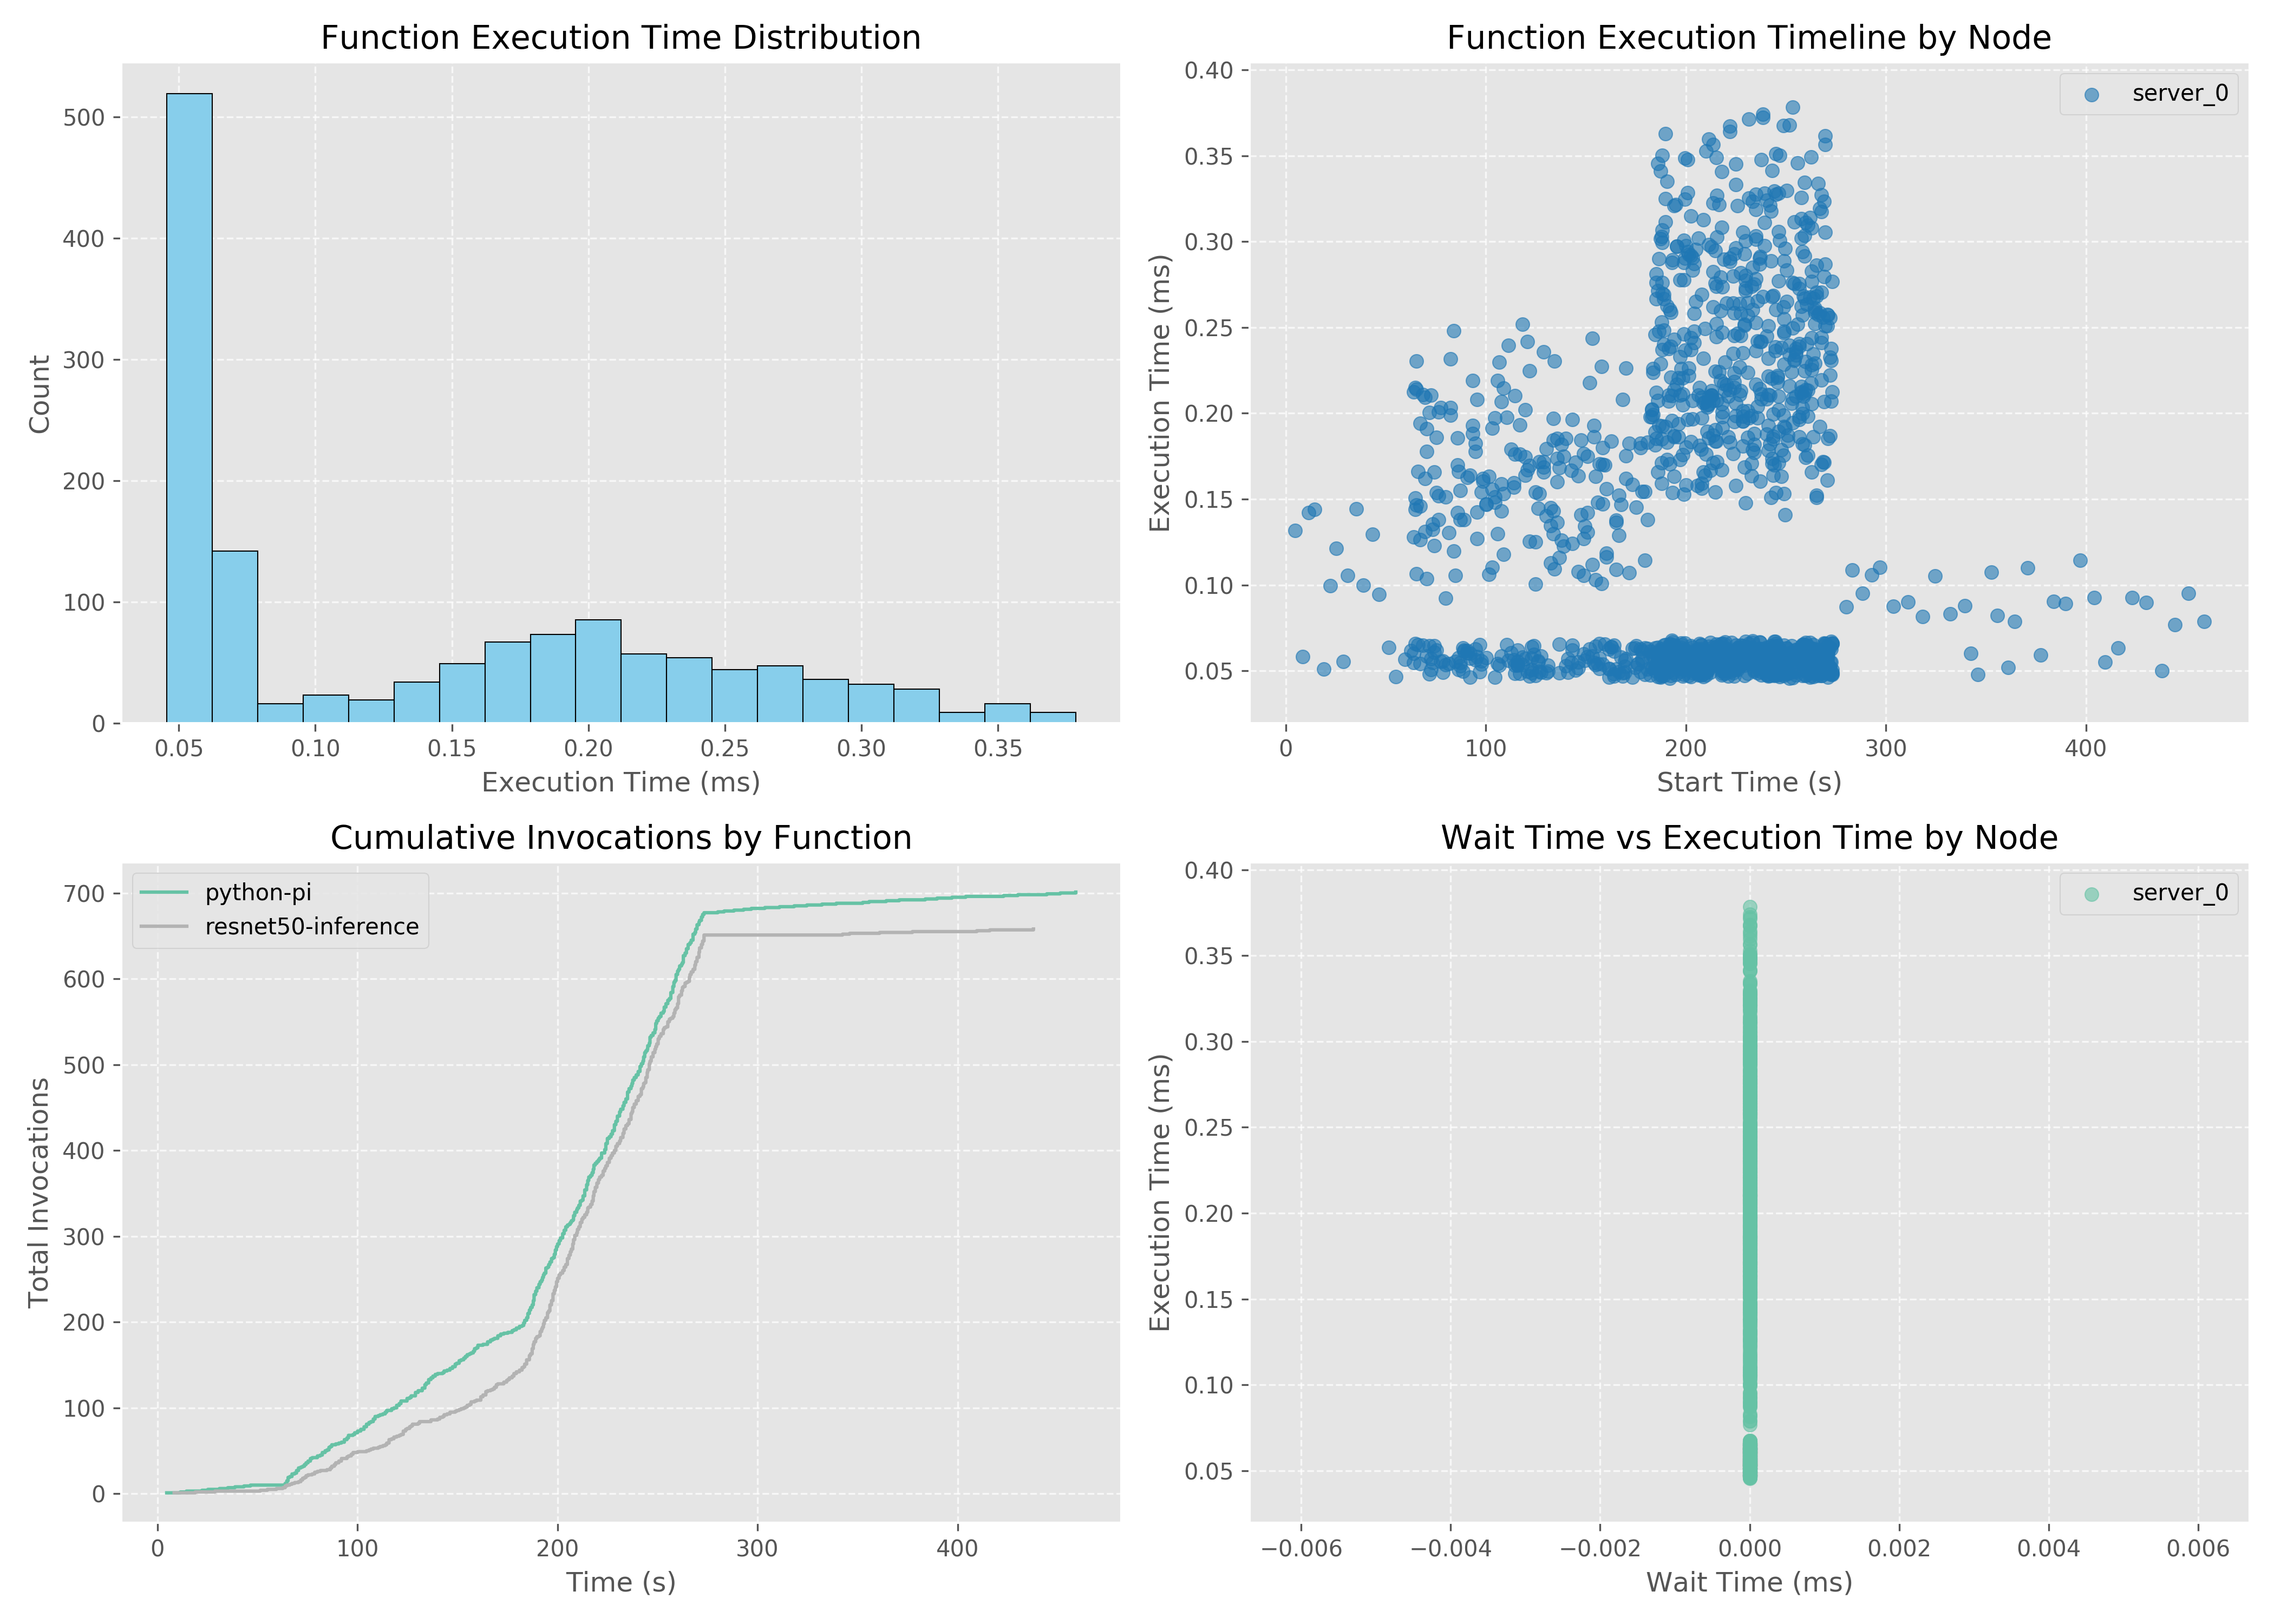 Function Execution Time Distribution
500
400
300
200
100
0
Count
0.05 0.10 0.15 0.20 0.25 0.30 0.35
Execution Time (ms)
Function Execution Timeline by Node
server_0
0.40
0.35
0.30
0.25
0.20
0.15
0.10
0.05
Execution Time (ms)
0 100 200 300 400
Start Time (s)
Cumulative Invocations by Function
python-pi
resnet50-inference
700
600
500
400
300
200
100
0
Total Invocations
0 100 200 300 400
Time (s)
Wait Time vs Execution Time by Node
server_0
0.40
0.35
0.30
0.25
0.20
0.15
0.10
0.05
Execution Time (ms)
−0.006 −0.004 −0.002 0.000 0.002 0.004 0.006
Wait Time (ms)